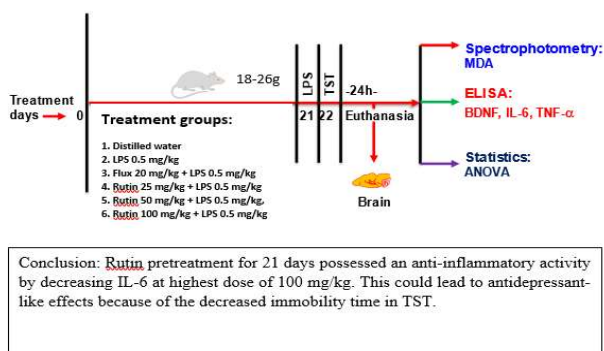 Spectrophotometry:
MDA
18-26g
LPS
TST
-24h-
Treatment
days
0
21
22
Euthanasia
ELISA:
BDNF, IL-6, TNF-α
Treatment groups:
1. Distilled water
2. LPS 0.5 mg/kg
3. Flux 20 mg/kg + LPS 0.5 mg/kg
4. Rutin 25 mg/kg + LPS 0.5 mg/kg
5. Rutin 50 mg/kg + LPS 0.5 mg/kg,
6. Rutin 100 mg/kg + LPS 0.5 mg/kg
Brain
Statistics:
ANOVA
Conclusion: Rutin pretreatment for 21 days possessed an anti-inflammatory activity
by decreasing IL-6 at highest dose of 100 mg/kg. This could lead to antidepressant-
like effects because of the decreased immobility time in TST.